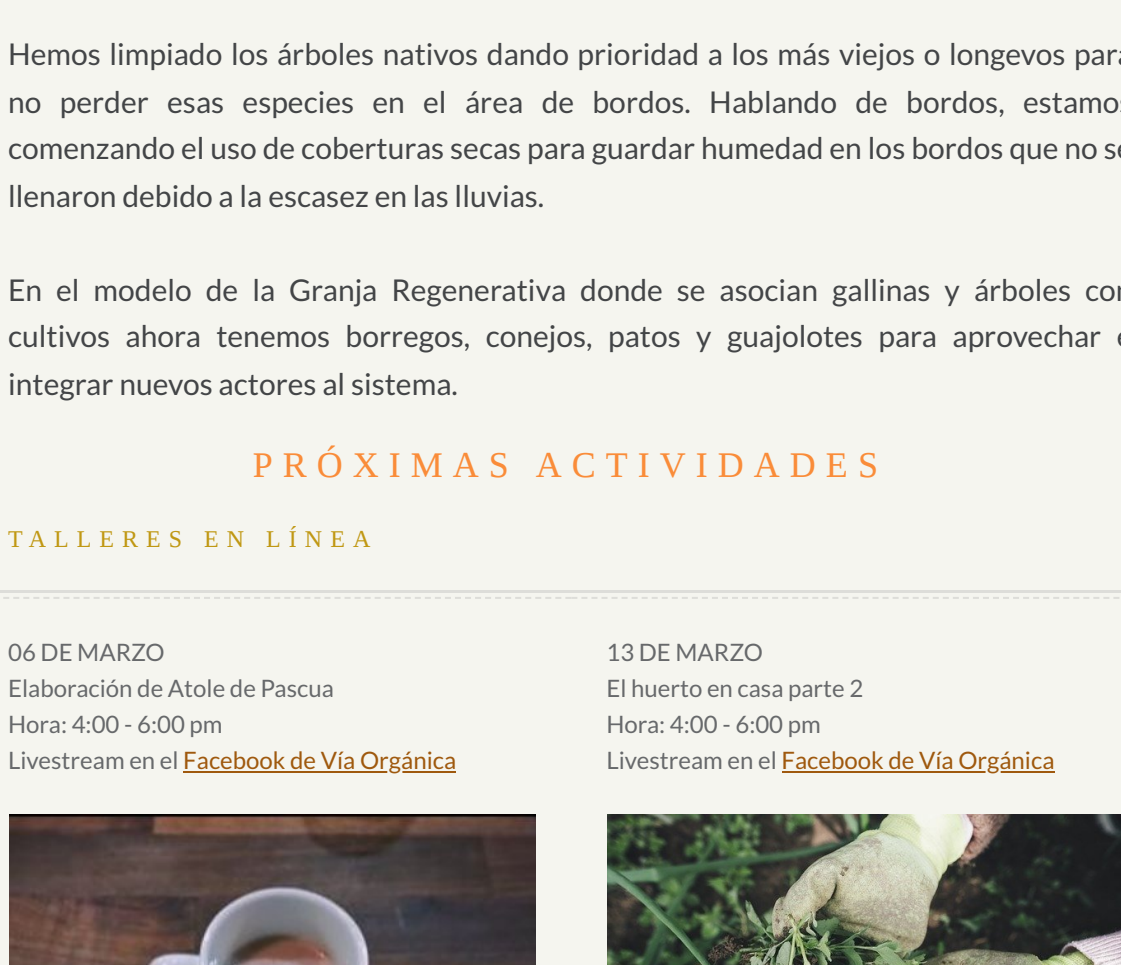 Hemos limpiado los árboles nativos dando prioridad a los más viejos o longevos para
no perder esas especies en el área de bordos. Hablando de bordos, estamos
comenzando el uso de coberturas secas para guardar humedad en los bordos que no se
llenaron debido a la escasez en las lluvias.
En el modelo de la Granja Regenerativa donde se asocian gallinas y árboles con
cultivos ahora tenemos borregos, conejos, patos y guajolotes para aprovechar e
integrar nuevos actores al sistema.
PRÓXIMAS ACTIVIDADES
TALLERES EN LÍNEA
06 DE MARZO
Elaboración de Atole de Pascua
Hora: 4:00 - 6:00 pm
Livestream en el Facebook de Vía Orgánica
13 DE MARZO
El huerto en casa parte 2
Hora: 4:00 - 6:00 pm
Livestream en el Facebook de Vía Orgánica